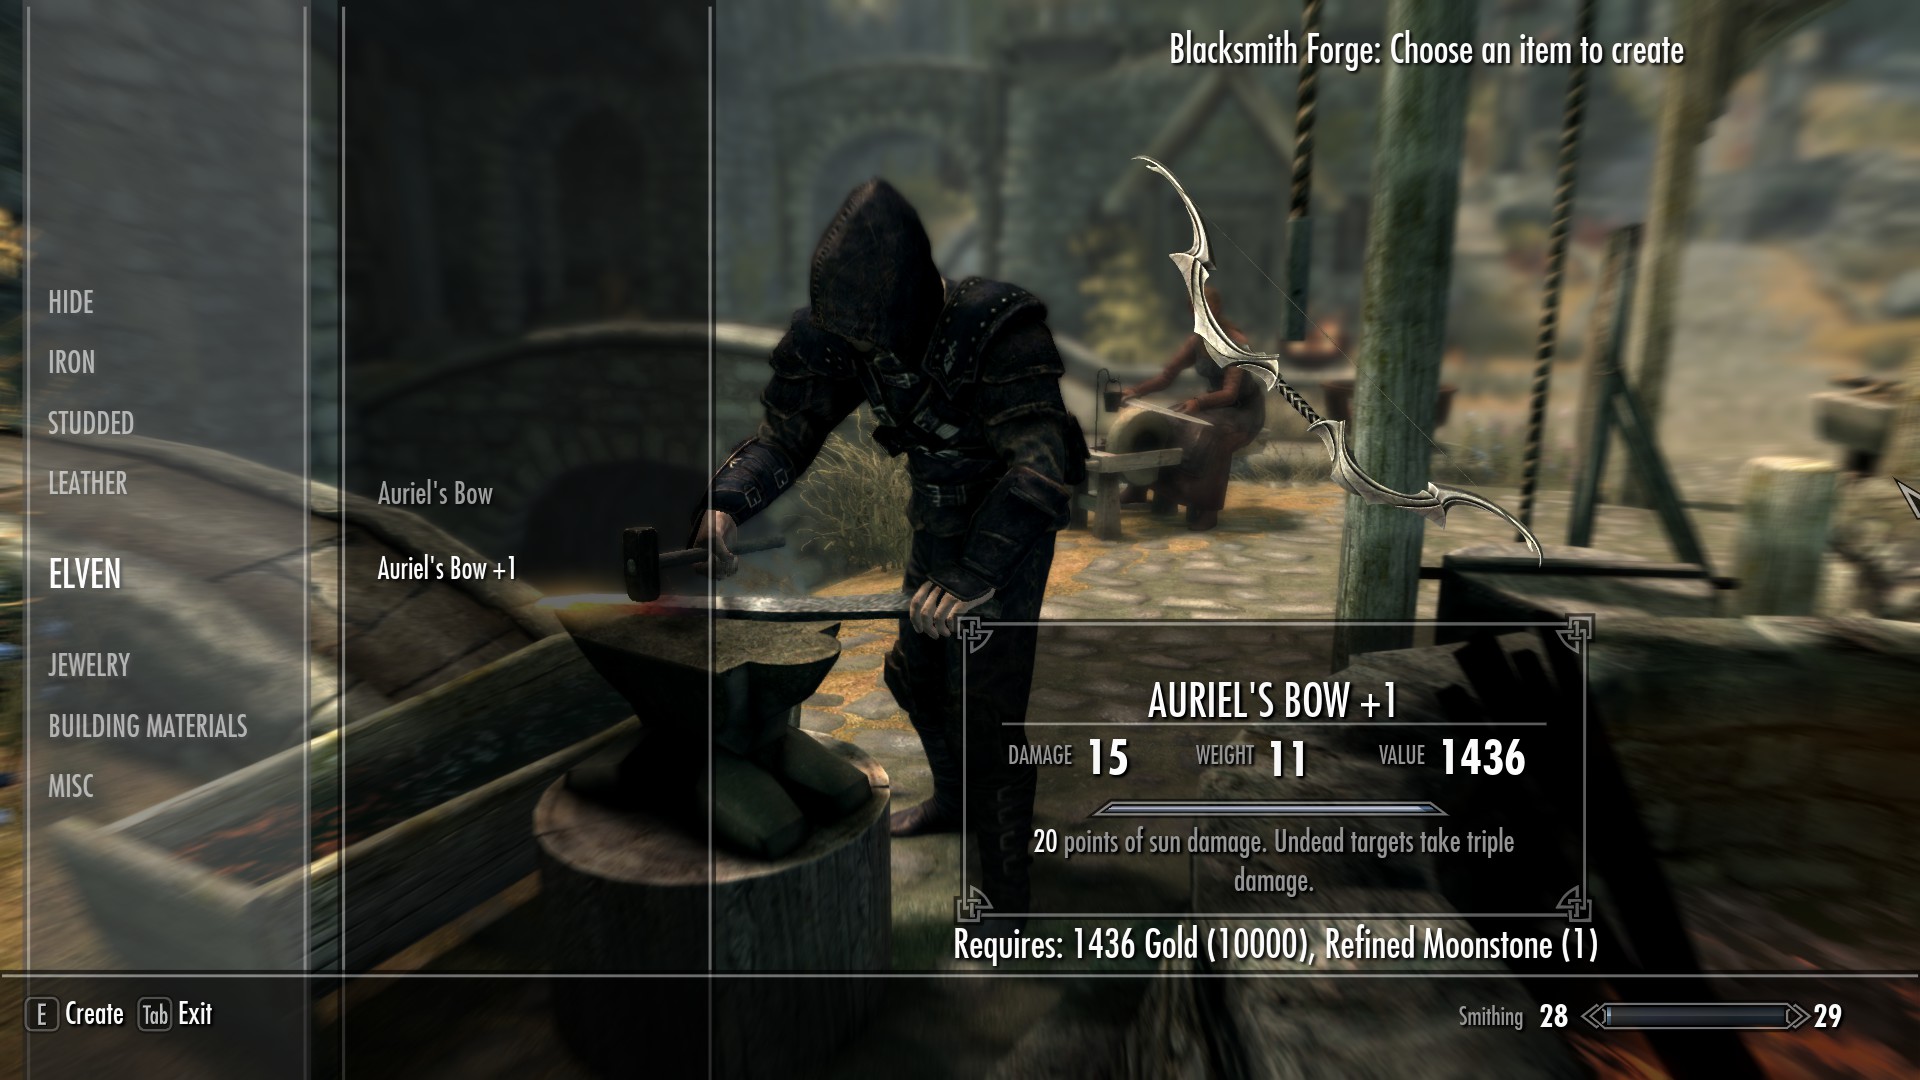 Blacksmith Forge: Choose an item to create
HIDE
IRON
STUDDED
LEATHER
ELVEN
JEWELRY
BUILDING MATERIALS
MISC
Auriel's Bow
Auriel's Bow +1
AURIEL'S BOW +1
DAMAGE 15 WEIGHT 11 VALUE 1436
20 points of sun damage. Undead targets take triple
damage.
Requires: 1436 Gold (10000), Refined Moonstone (1)
E Create Tab Exit
Smithing 28 29